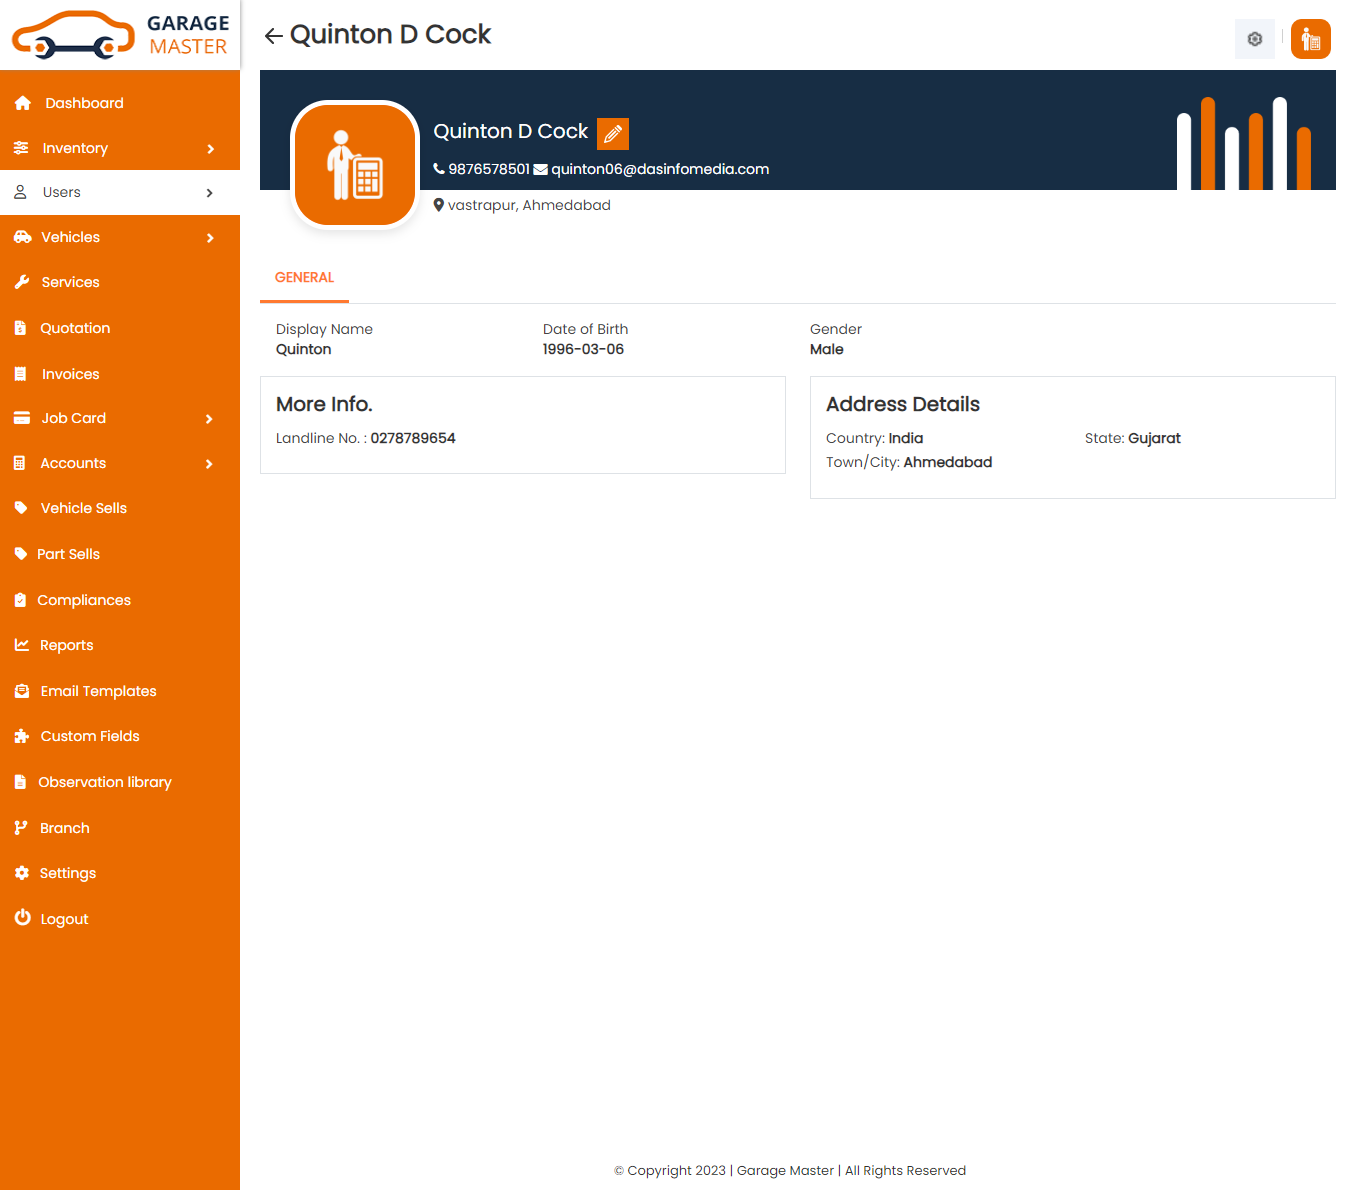 GARAGE
MASTER
Dashboard
Inventory
Users
Vehicles
Services
Quotation
Invoices
Job Card
Accounts
Vehicle Sells
Part Sells
Compliances
Reports
Email Templates
Custom Fields
Observation library
Branch
Settings
Logout
Quinton D Cock
Quinton D Cock
9876578501 quinton06@dasinfomedia.com
vastrapur, Ahmedabad
GENERAL
Display Name Date of Birth Gender
Quinton 1996-03-06 Male
More Info.
Landline No. : 0278789654
Address Details
Country: India State: Gujarat
Town/City: Ahmedabad
© Copyright 2023 | Garage Master | All Rights Reserved